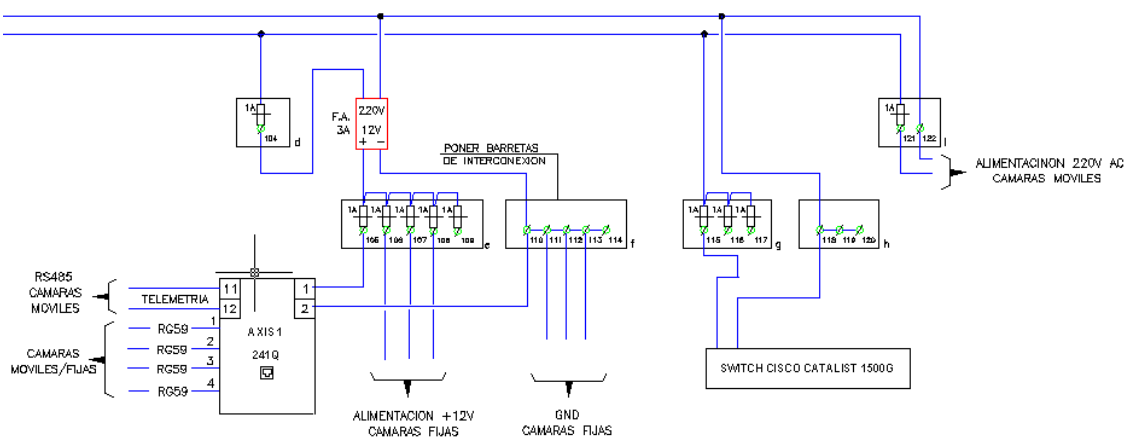 1A
104
d
F.A.
3A
220V
12V
+ -
PONER BARRETAS
DE INTERCONEXION
1A
121 122
i
ALIMENTACINON 220V AC
CAMARAS MOVILES
1A 1A 1A 1A 1A
105 106 107 108 109
e
110 111 112 113 114
f
1A 1A 1A
115 116 117
g
118 119 120
h
RS485
CAMARAS
MOVILES
TELEMETRIA
11
12
1
2
AXIS 1
241Q
CAMARAS
MOVILES/FIJAS
RG59 1
RG59 2
RG59 3
RG59 4
SWITCH CISCO CATALIST 1500G
ALIMENTACION +12V
CAMARAS FIJAS
GND
CAMARAS FIJAS